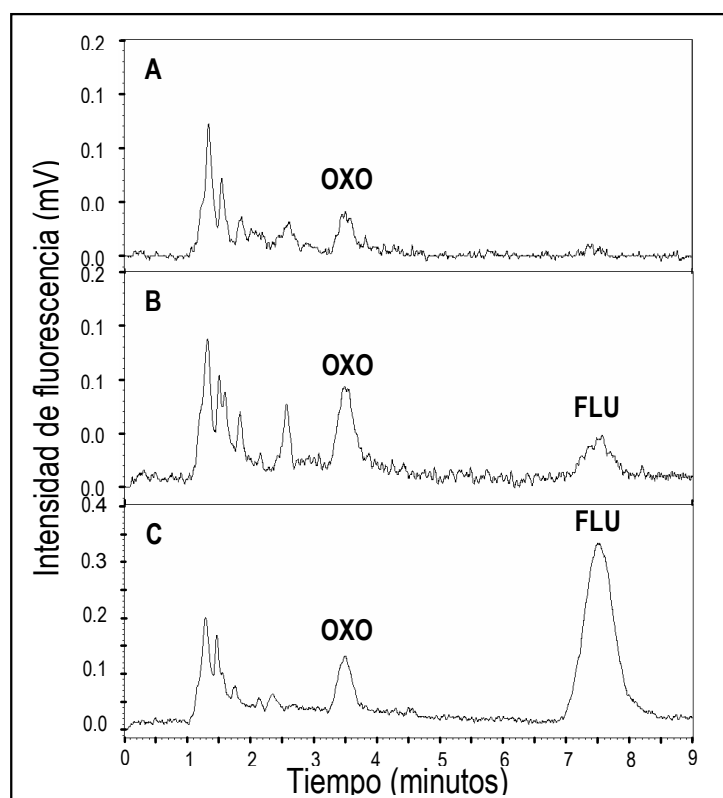 Intensidad de fluorescencia (mV)
0.2
0.1
0.1
0.0
0.0
A
OXO
0.2
0.1
0.1
0.0
0.0
B
OXO
FLU
0.4
0.3
0.2
0.1
0.0
C
OXO
FLU
0 1 2 3 4 5 6 7 8 9
Tiempo (minutos)